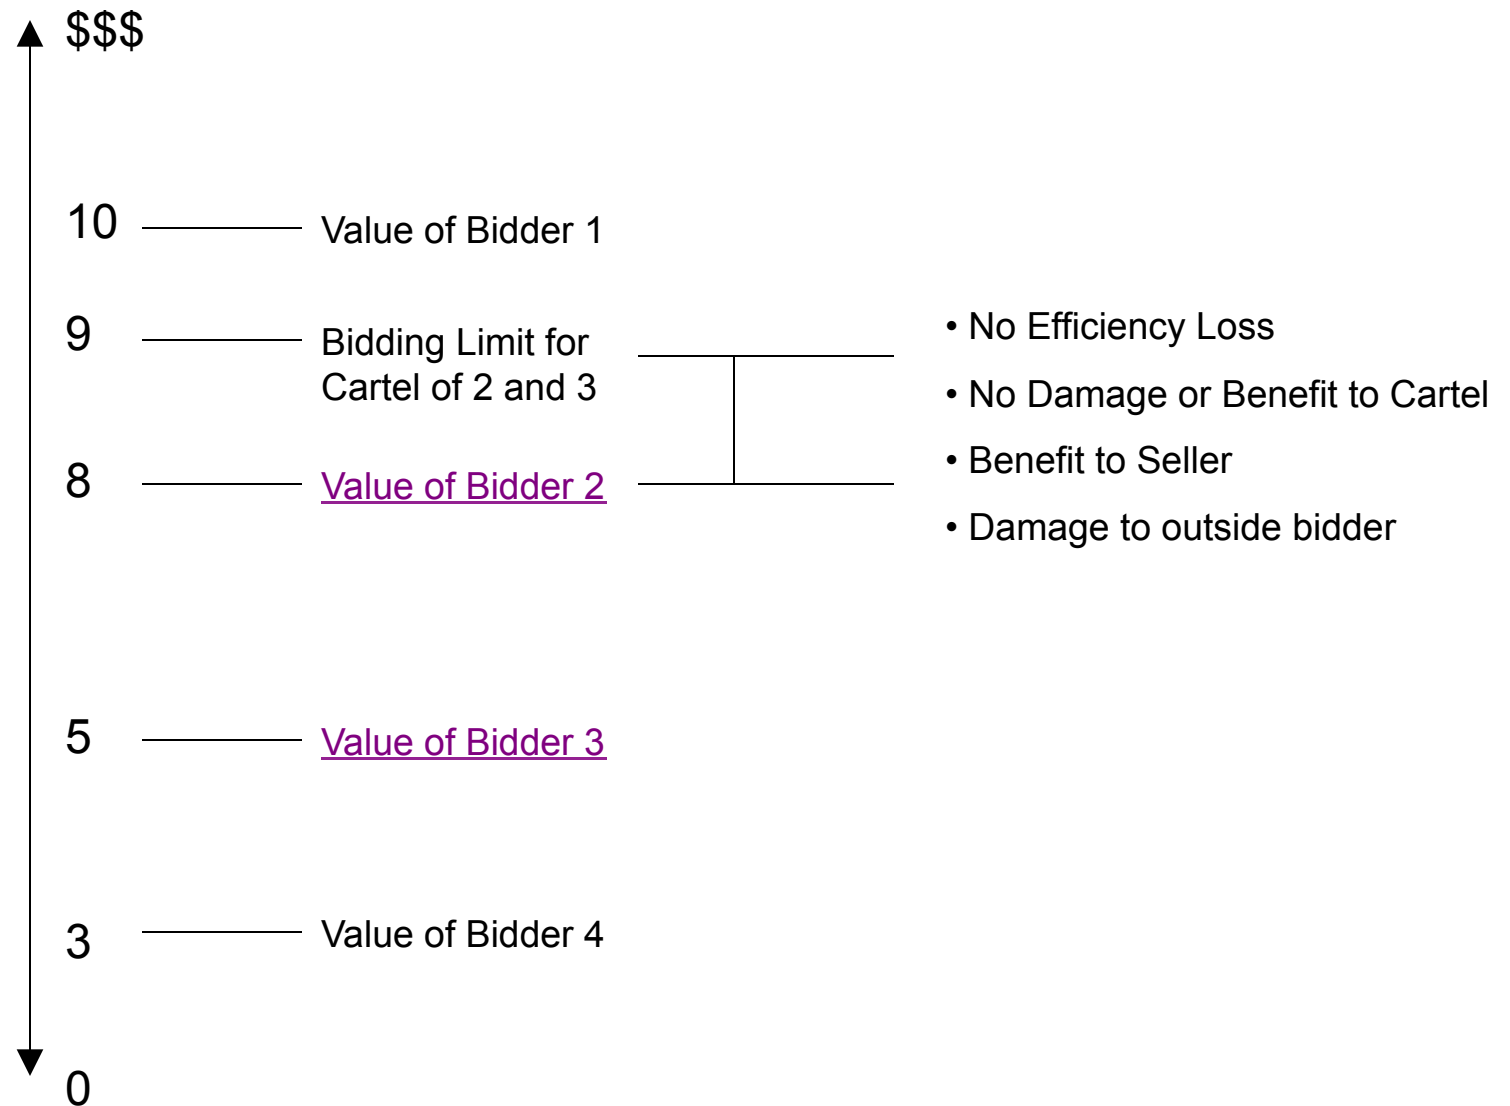 $$$
10
Value of Bidder 1
9
Bidding Limit for
Cartel of 2 and 3
• No Efficiency Loss
• No Damage or Benefit to Cartel
• Benefit to Seller
• Damage to outside bidder
8
Value of Bidder 2
5
Value of Bidder 3
3
Value of Bidder 4
0